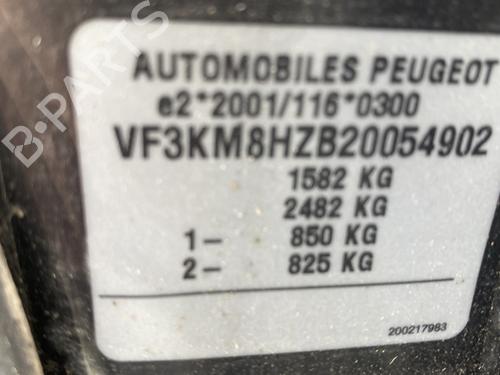 B-PARTS
AUTOMOBILES PEUGEOT
e2*2001/116*0300
VF3KM8HZB20054902
1582 KG
2482 KG
1- 850 KG
2- 825 KG
200217983